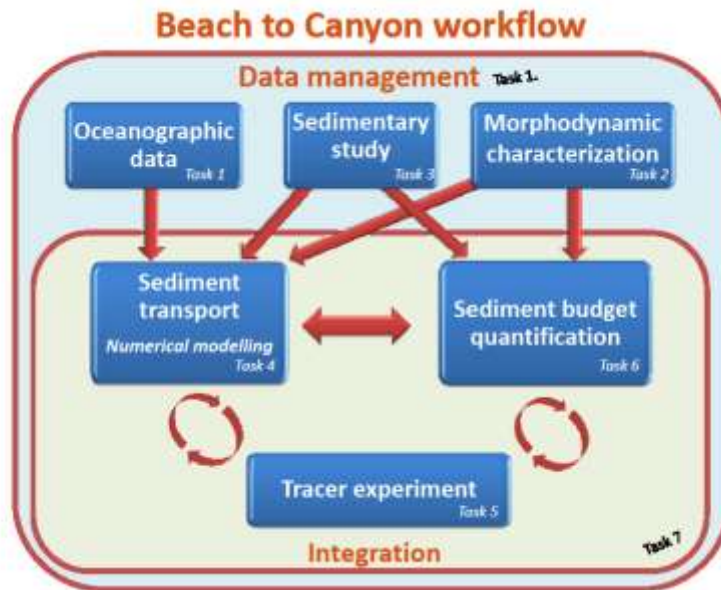 Beach to Canyon workflow
Data management Task 1.
Oceanographic
data
Task 1
Sedimentary
study
Task 3
Morphodynamic
characterization
Task 2
Sediment
transport
Numerical modelling
Task 4
Sediment budget
quantification
Task 6
Tracer experiment
Task 5
Integration
Task 7